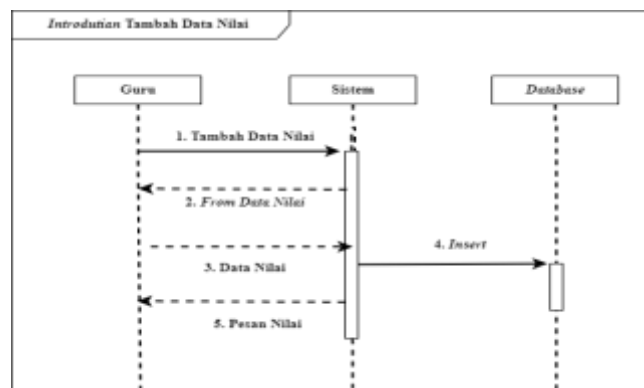 Introdutian Tambah Data Nilai
Guru
Sistem
Database
1. Tambah Data Nilai
2. From Data Nilai
3. Data Nilai
4. Insert
5. Pesan Nilai